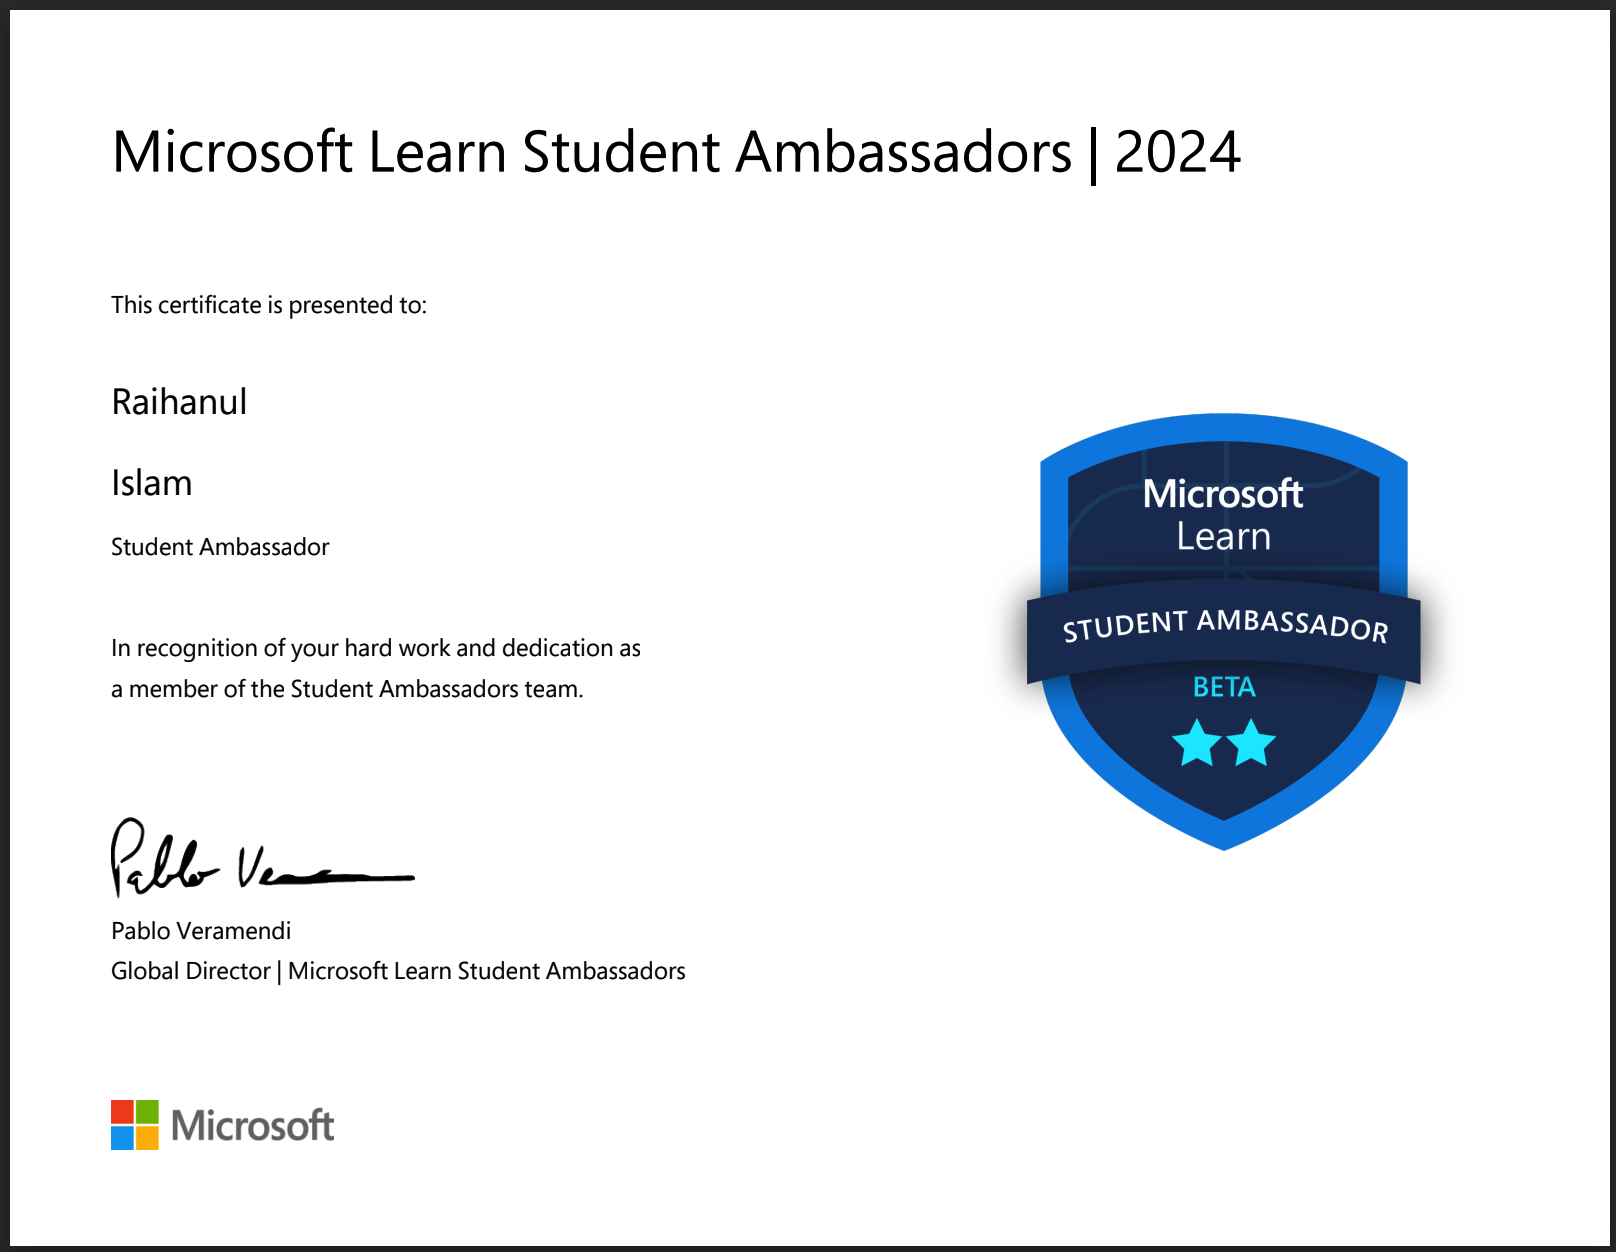 Microsoft Learn Student Ambassadors | 2024
This certificate is presented to:
Raihanul
Islam
Student Ambassador
In recognition of your hard work and dedication as
a member of the Student Ambassadors team.
Pablo Veramendi
Global Director | Microsoft Learn Student Ambassadors
Microsoft
Microsoft
Learn
STUDENT AMBASSADOR
BETA